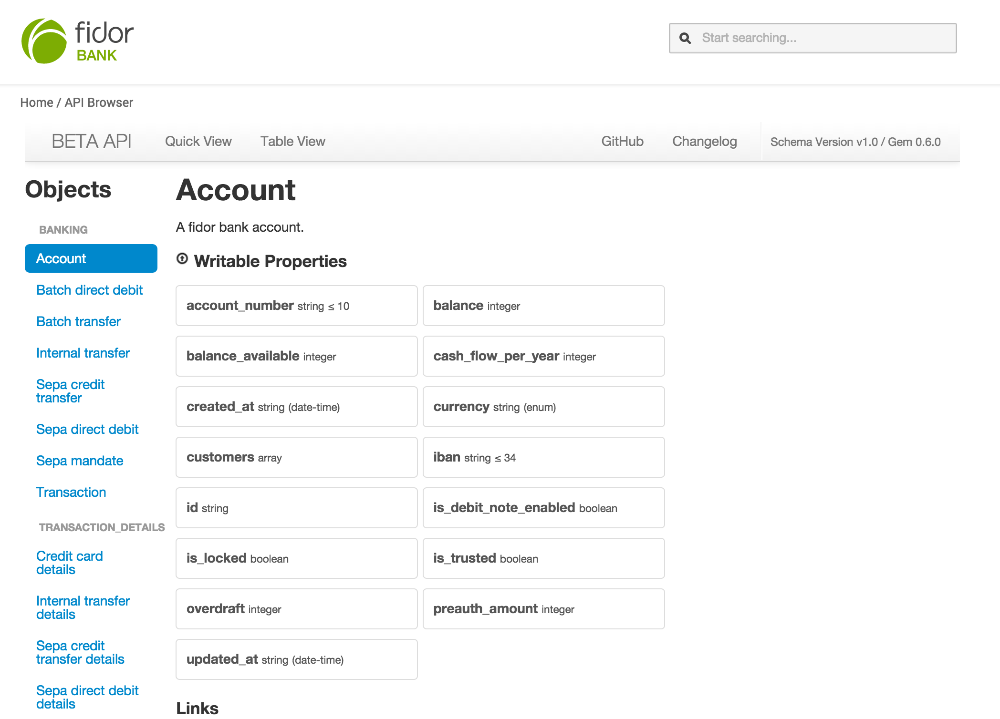 fidor
BANK
Start searching...
Home / API Browser
BETA API
Quick View
Table View
GitHub
Changelog
Schema Version v1.0 / Gem 0.6.0
Objects
BANKING
Account
Batch direct debit
Batch transfer
Internal transfer
Sepa credit
transfer
Sepa direct debit
Sepa mandate
Transaction
TRANSACTION_DETAILS
Credit card
details
Internal transfer
details
Sepa credit
transfer details
Sepa direct debit
details
Account
A fidor bank account.
Writable Properties
account_number string ≤ 10
balance integer
balance_available integer
cash_flow_per_year integer
created_at string (date-time)
currency string (enum)
customers array
iban string ≤ 34
id string
is_debit_note_enabled boolean
is_locked boolean
is_trusted boolean
overdraft integer
preauth_amount integer
updated_at string (date-time)
Links